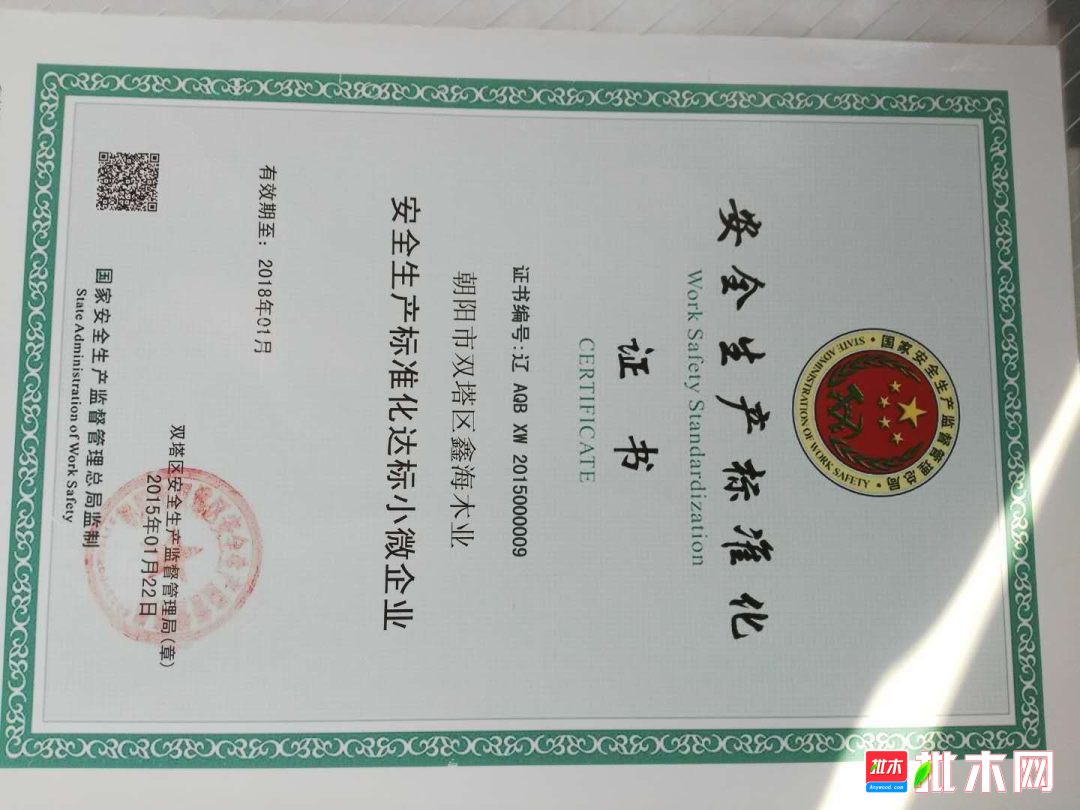 国家安全生产监督管理总局
STATE ADMINISTRATION OF WORK SAFETY
安全生产标准化
Work Safety Standardization
证书
CERTIFICATE
证书编号:辽 AQB XW 2015000009
朝阳市双塔区鑫海木业
安全生产标准化达标小微企业
有效期至：2018年01月
双塔区安全生产监督管理局(章)
2015年01月22日
国家安全生产监督管理总局监制
State Administration of Work Safety
批木
Anywood.com
批木网